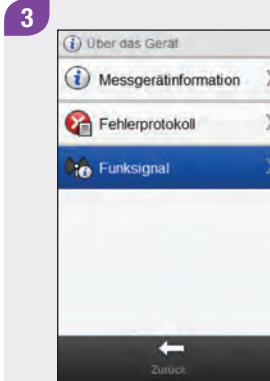 3
Über das Gerät
Messgerätinformation
Fehlerprotokoll
Funksignal
Zurück